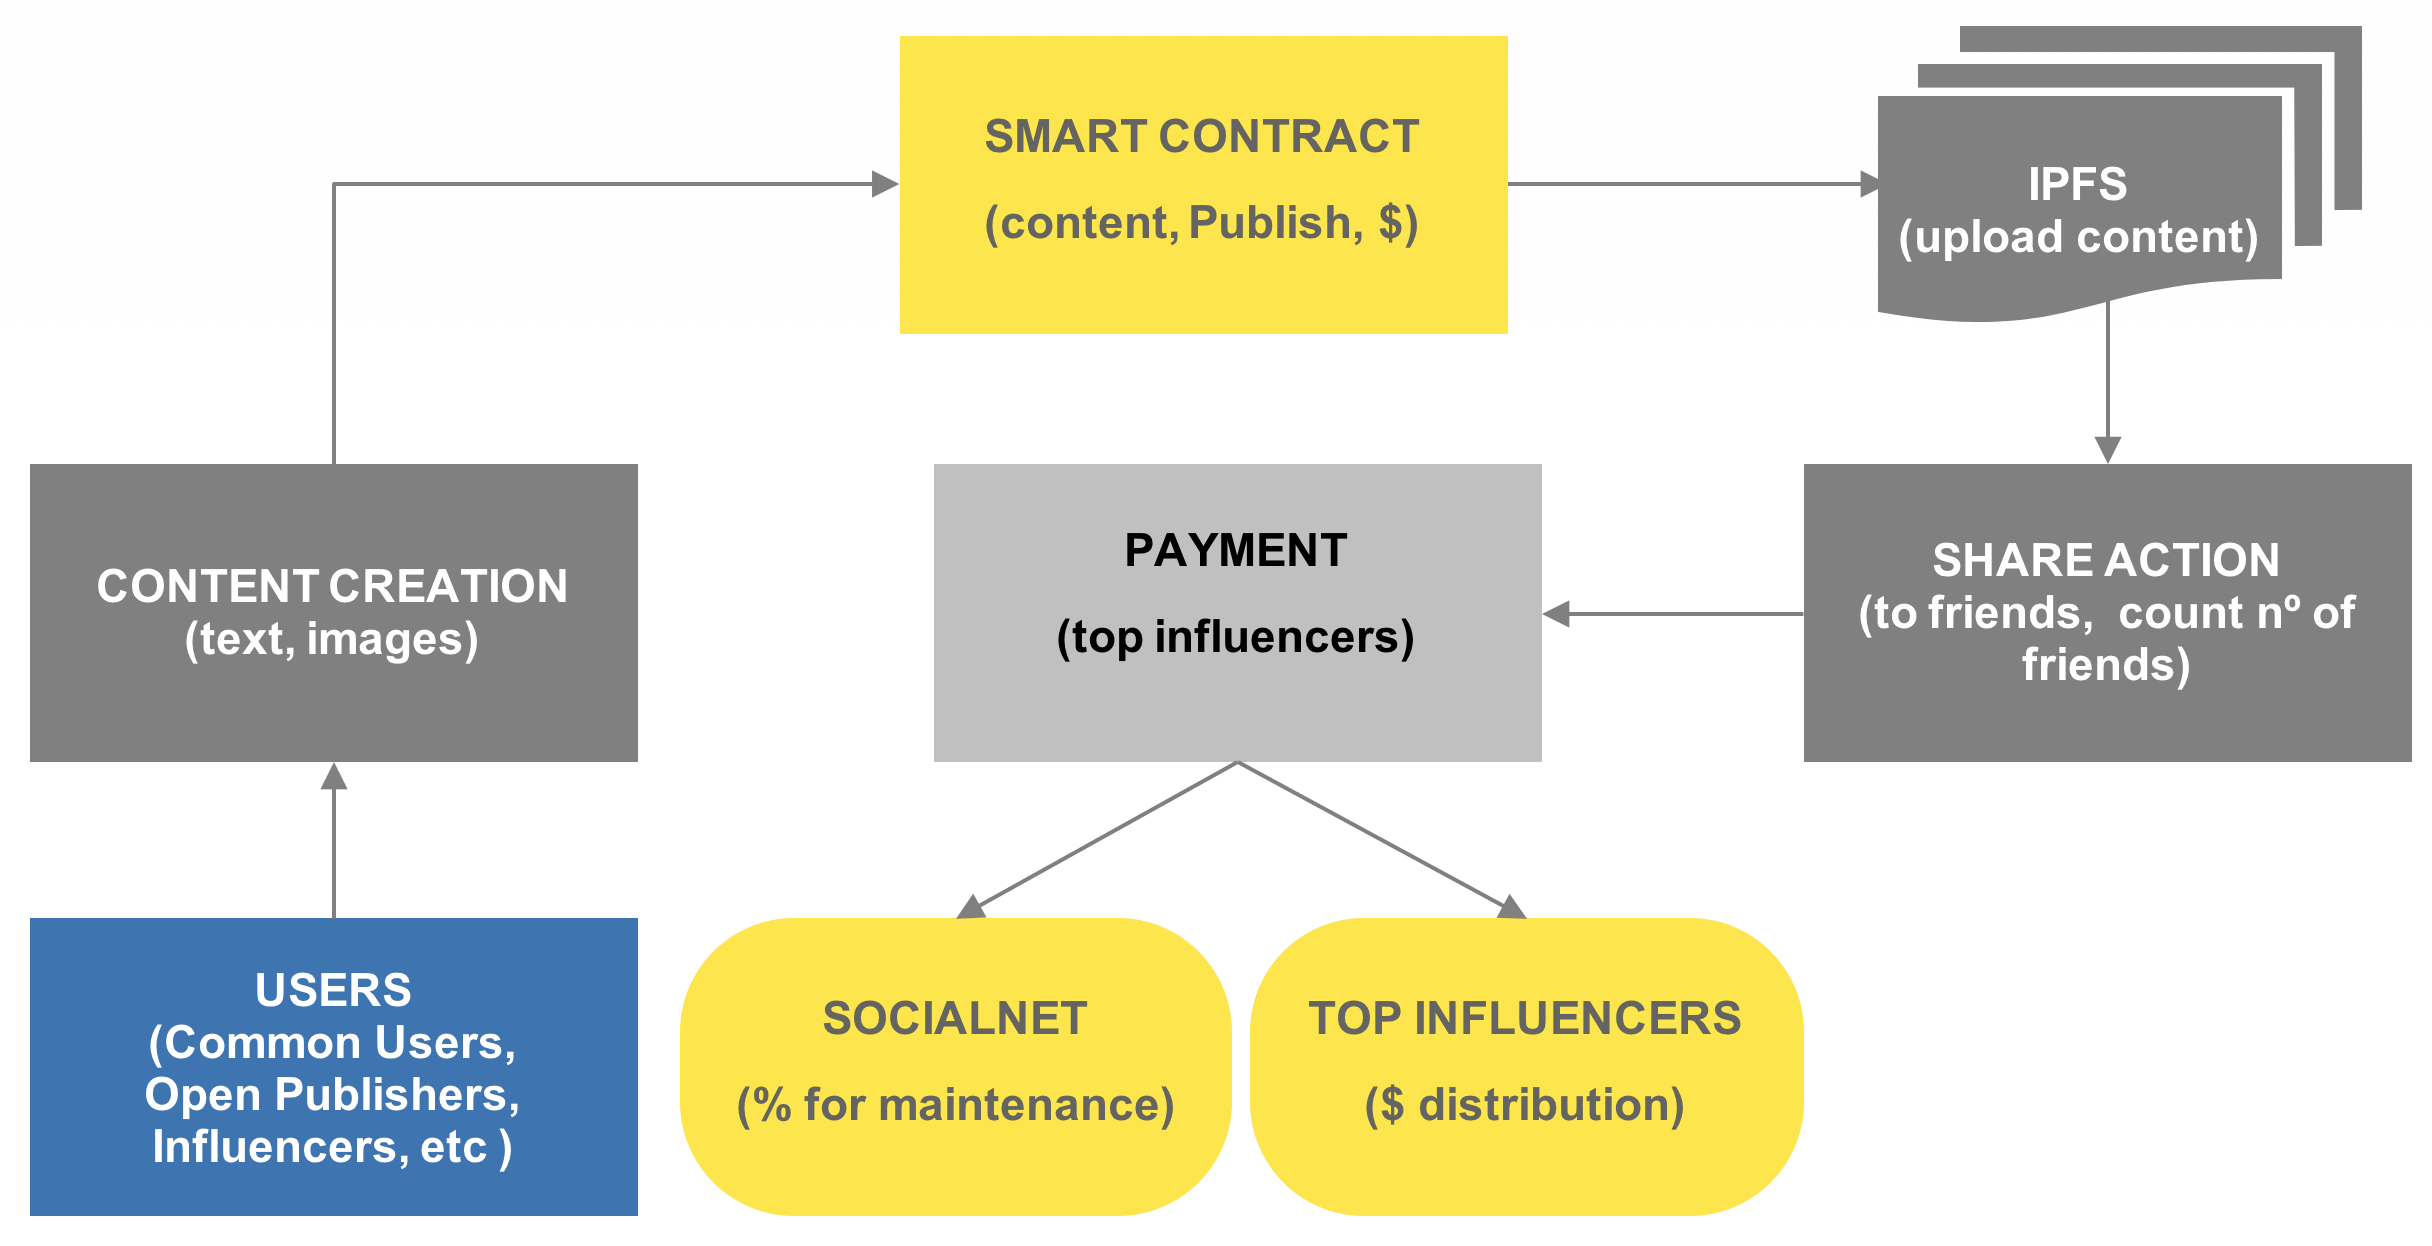 SMART CONTRACT
(content, Publish, $)
IPFS
(upload content)
CONTENT CREATION
(text, images)
PAYMENT
(top influencers)
SHARE ACTION
(to friends,  count nº of
friends)
USERS
(Common Users,
Open Publishers,
Influencers, etc )
SOCIALNET
(% for maintenance)
TOP INFLUENCERS
($ distribution)